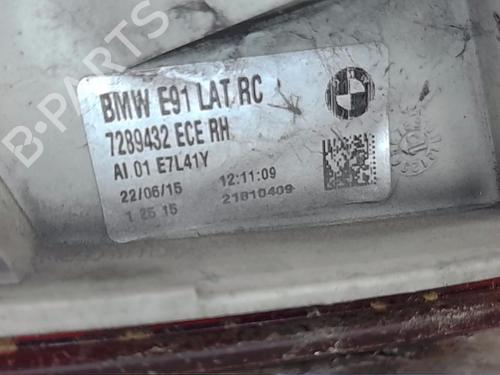 BMW E91 LAT RC
7289432 ECE RH
AI 01 E7L41Y
22/06/15 12:11:09
1 25 15 21810409
B-PARTS